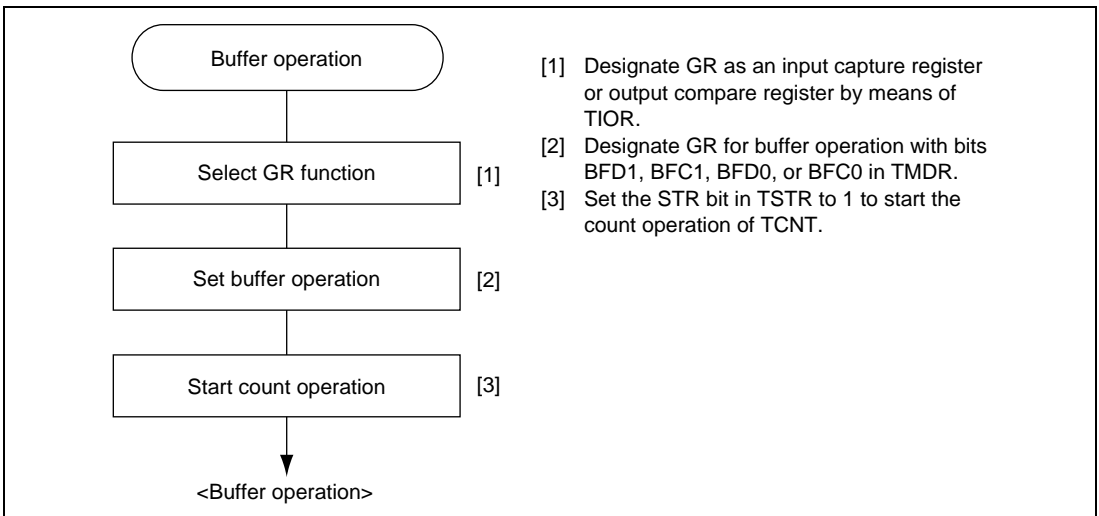 Buffer operation
Select GR function
[1]
Set buffer operation
[2]
Start count operation
[3]
<Buffer operation>
[1] Designate GR as an input capture register
or output compare register by means of
TIOR.
[2] Designate GR for buffer operation with bits
BFD1, BFC1, BFD0, or BFC0 in TMDR.
[3] Set the STR bit in TSTR to 1 to start the
count operation of TCNT.